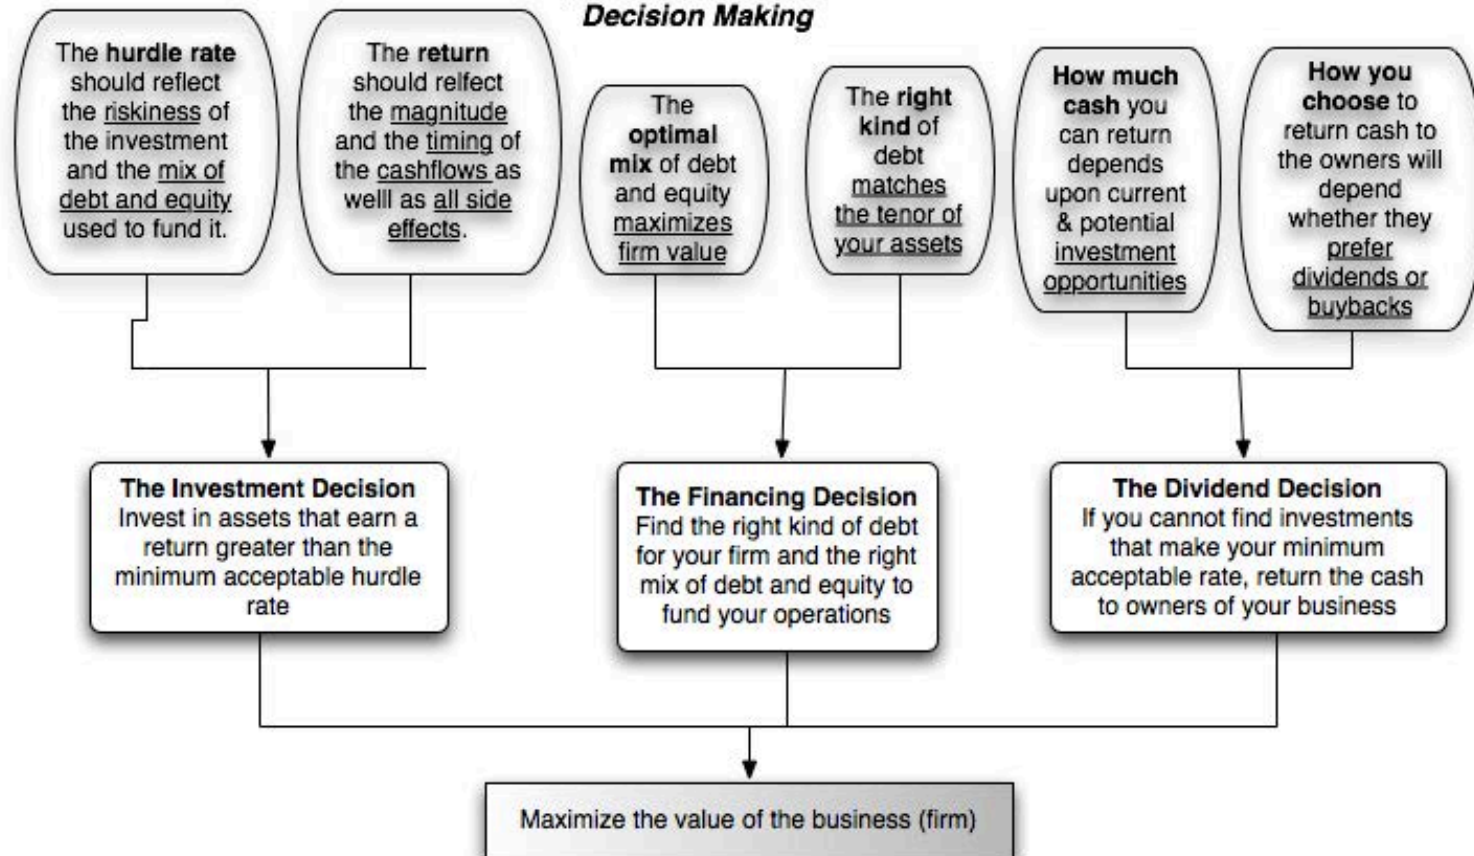 Decision Making
The hurdle rate
should reflect
the riskiness of
the investment
and the mix of
debt and equity
used to fund it.
The return
should relfect
the magnitude
and the timing of
the cashflows as
welll as all side
effects.
The
optimal
mix of debt
and equity
maximizes
firm value
The right
kind of
debt
matches
the tenor of
your assets
How much
cash you
can return
depends
upon current
& potential
investment
opportunities
How you
choose to
return cash to
the owners will
depend
whether they
prefer
dividends or
buybacks
The Investment Decision
Invest in assets that earn a
return greater than the
minimum acceptable hurdle
rate
The Financing Decision
Find the right kind of debt
for your firm and the right
mix of debt and equity to
fund your operations
The Dividend Decision
If you cannot find investments
that make your minimum
acceptable rate, return the cash
to owners of your business
Maximize the value of the business (firm)